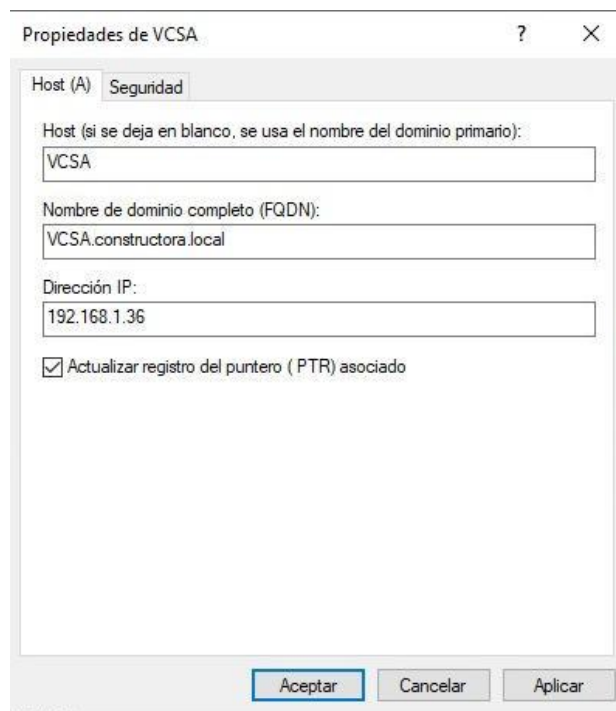 Propiedades de VCSA ? X
Host (A) Seguridad
Host (si se deja en blanco, se usa el nombre del dominio primario):
VCSA
Nombre de dominio completo (FQDN):
VCSA.constructora.local
Dirección IP:
192.168.1.36
Actualizar registro del puntero ( PTR) asociado
Aceptar Cancelar Aplicar